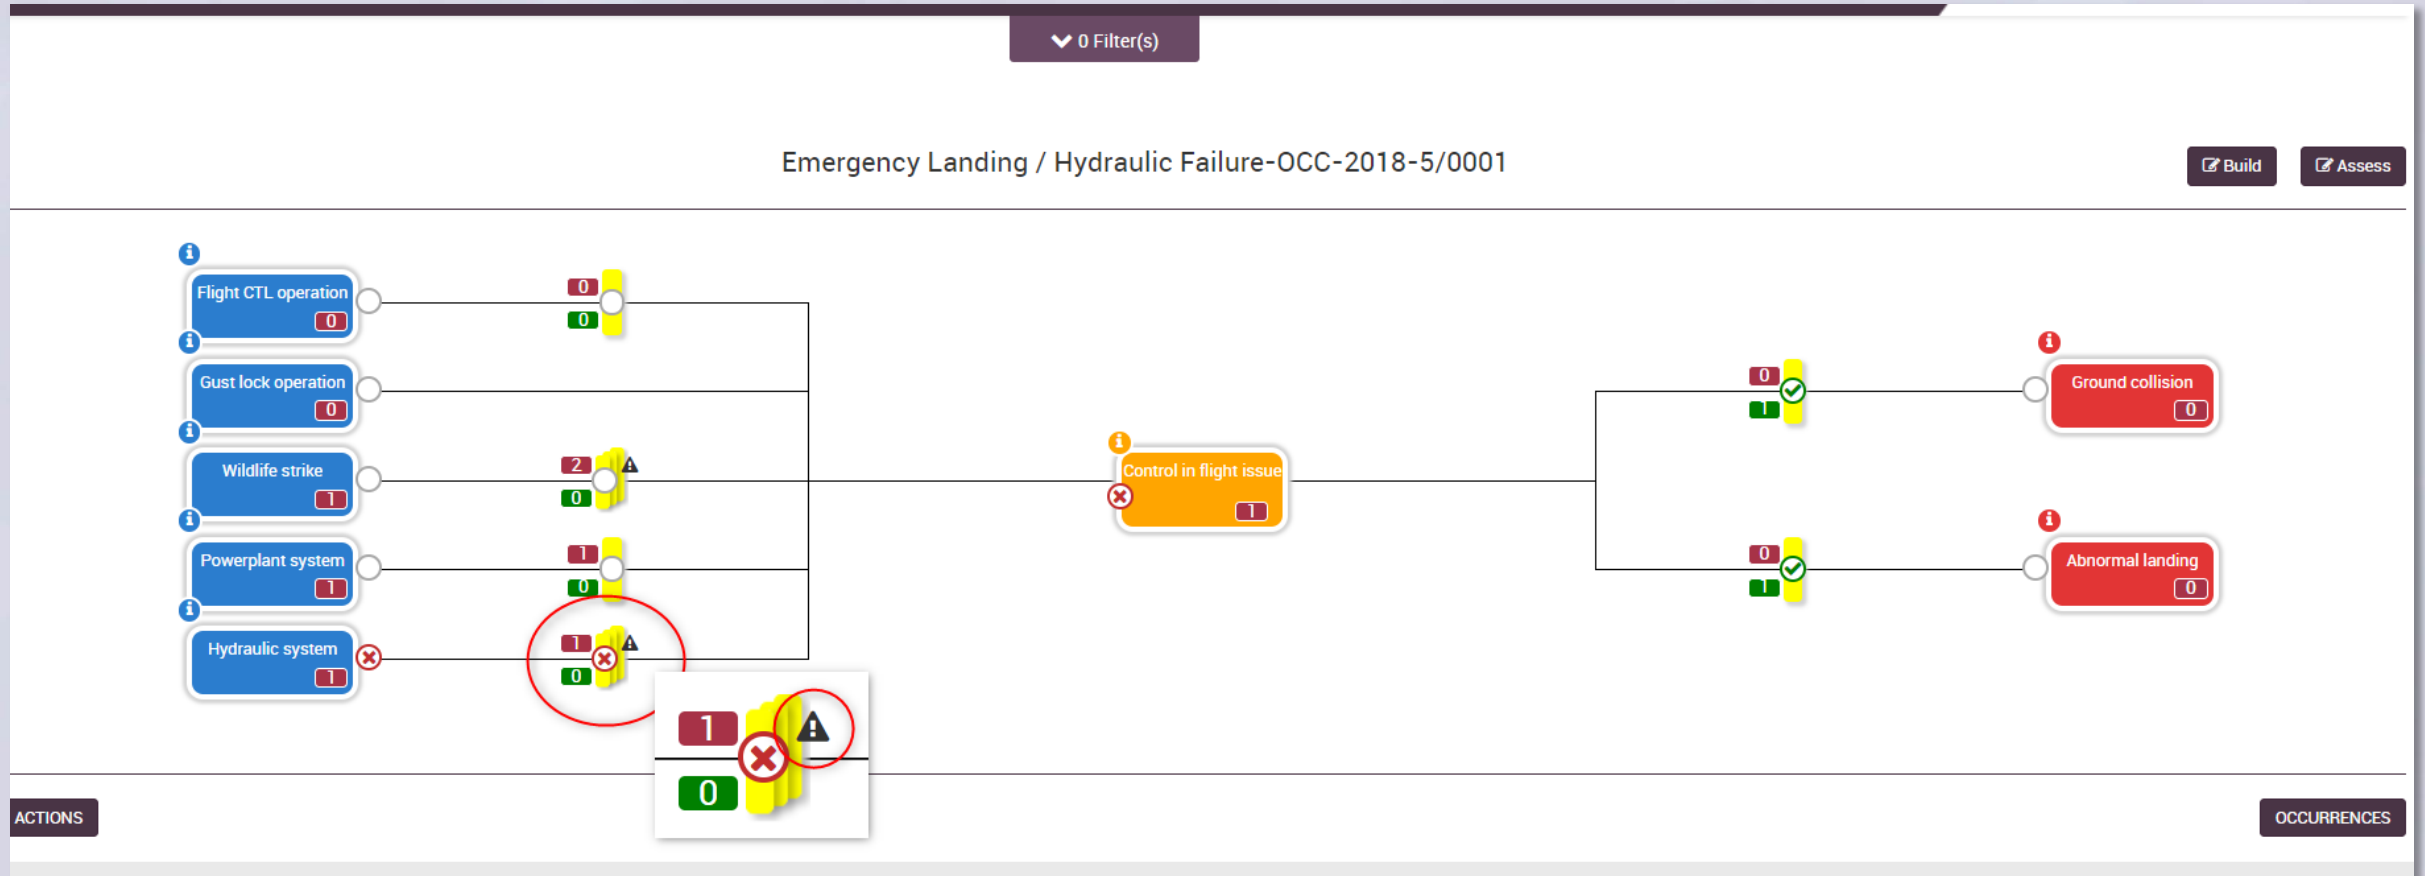 0 Filter(s)
Emergency Landing / Hydraulic Failure-OCC-2018-5/0001
Build
Assess
Flight CTL operation
0
0
0
Gust lock operation
0
Wildlife strike
1
2
0
Powerplant system
1
1
0
Hydraulic system
1
1
0
1
0
Control in flight issue
1
0
1
Ground collision
0
0
1
Abnormal landing
0
ACTIONS
OCCURRENCES